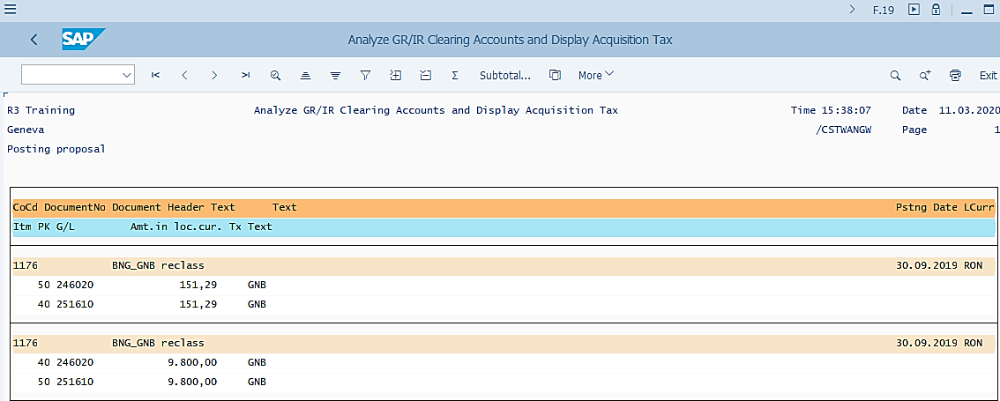 F.19
SAP Analyze GR/IR Clearing Accounts and Display Acquisition Tax
Subtotal... More Exit
R3 Training Analyze GR/IR Clearing Accounts and Display Acquisition Tax Time 15:38:07 Date 11.03.2020
Geneva /CSTWANGW Page 1
Posting proposal
CoCd DocumentNo Document Header Text Text Pstng Date LCurr
Itm PK G/L Amt.in loc.cur. Tx Text
1176 BNG_GNB reclass 30.09.2019 RON
50 246020 151,29 GNB
40 251610 151,29 GNB
1176 BNG_GNB reclass 30.09.2019 RON
40 246020 9.800,00 GNB
50 251610 9.800,00 GNB